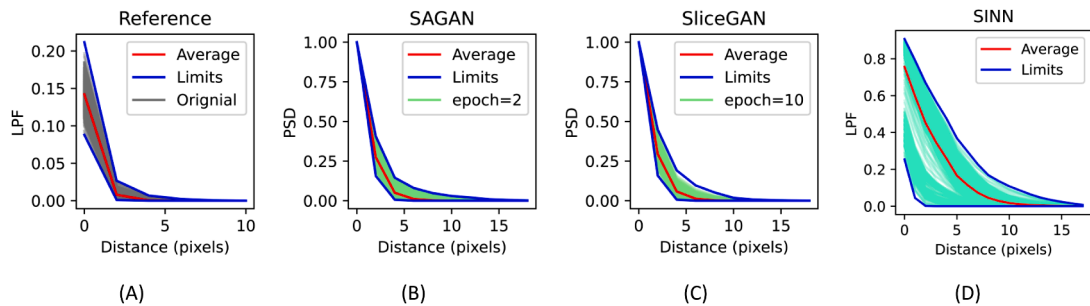 Reference
LPF
0.20
0.15
0.10
0.05
0.00
Average
Limits
Orignial
0
5
10
Distance (pixels)
(A)
SAGAN
PSD
1.00
0.75
0.50
0.25
0.00
Average
Limits
epoch=2
0
5
10
15
Distance (pixels)
(B)
SliceGAN
PSD
1.00
0.75
0.50
0.25
0.00
Average
Limits
epoch=10
0
5
10
15
Distance (pixels)
(C)
SINN
LPF
0.8
0.6
0.4
0.2
0.0
Average
Limits
0
5
10
15
Distance (pixels)
(D)